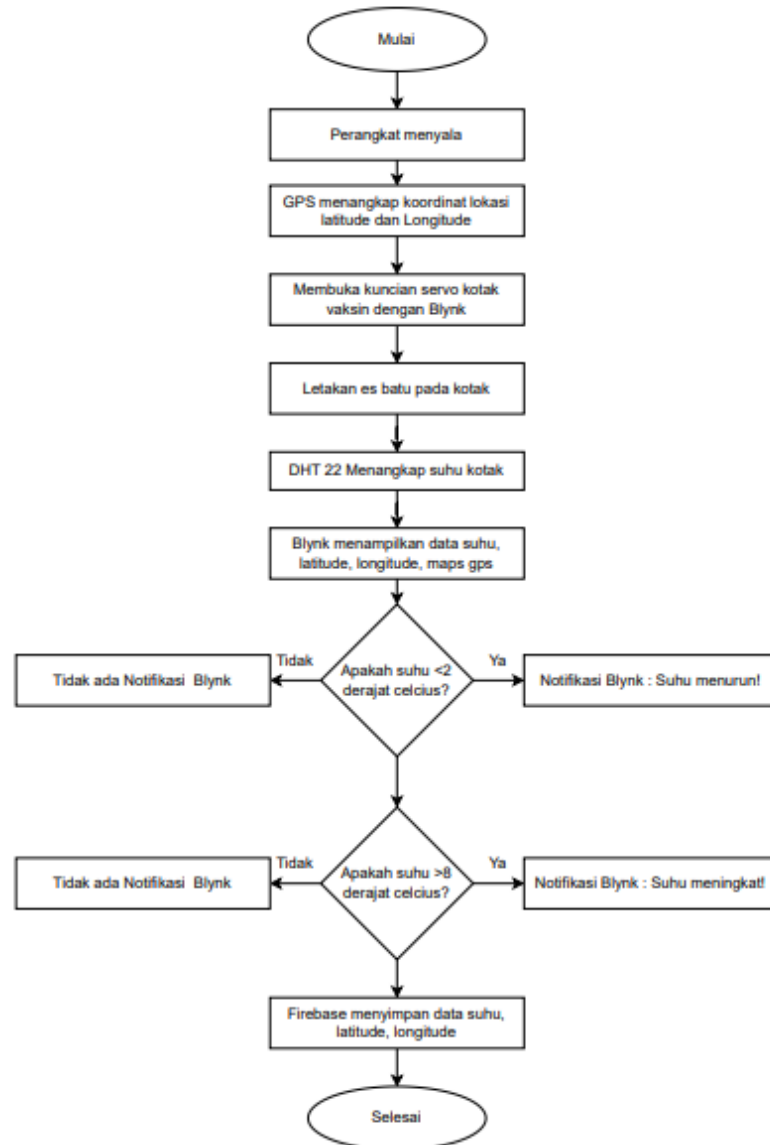 Mulai
Perangkat menyala
GPS menangkap koordinat lokasi
latitude dan Longitude
Membuka kuncian servo kotak
vaksin dengan Blynk
Letakan es batu pada kotak
DHT 22 Menangkap suhu kotak
Blynk menampilkan data suhu,
latitude, longitude, maps gps
Tidak ada Notifikasi Blynk
Tidak
Apakah suhu <2
derajat celcius?
Ya
Notifikasi Blynk : Suhu menurun!
Tidak ada Notifikasi Blynk
Tidak
Apakah suhu >8
derajat celcius?
Ya
Notifikasi Blynk : Suhu meningkat!
Firebase menyimpan data suhu,
latitude, longitude
Selesai